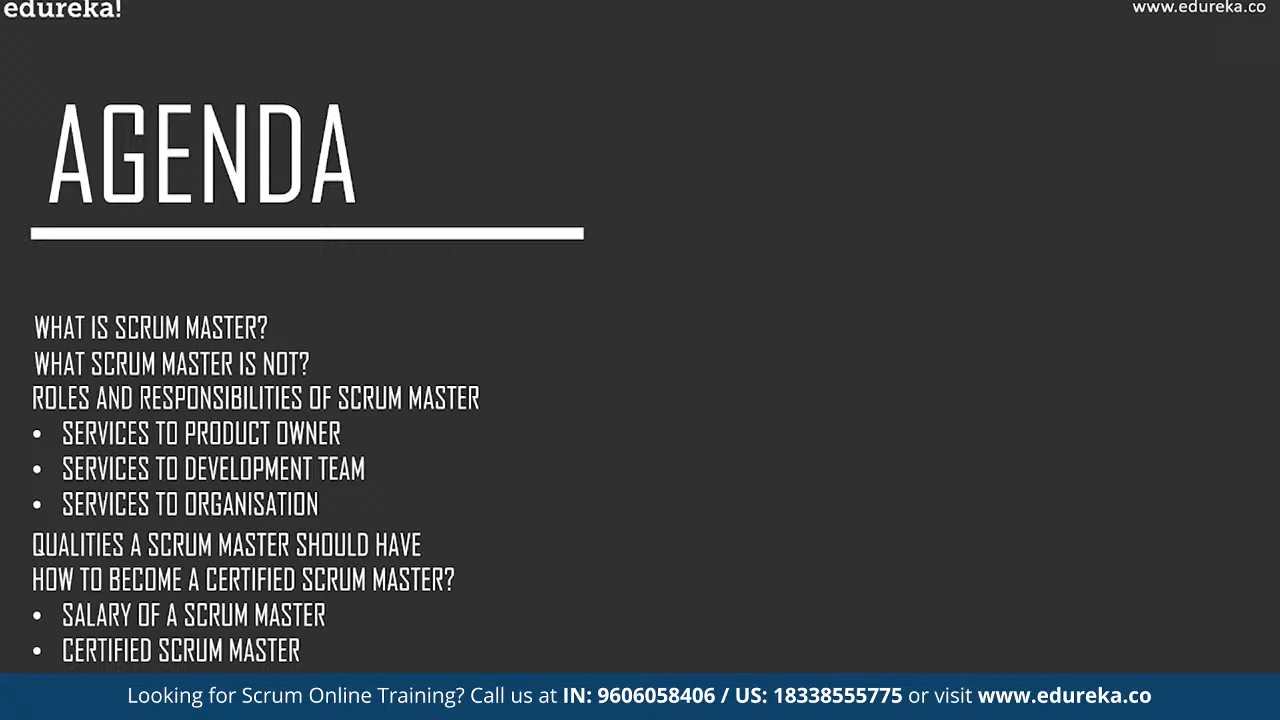 edureka!
www.edureka.co
AGENDA
WHAT IS SCRUM MASTER?
WHAT SCRUM MASTER IS NOT?
ROLES AND RESPONSIBILITIES OF SCRUM MASTER
• SERVICES TO PRODUCT OWNER
• SERVICES TO DEVELOPMENT TEAM
• SERVICES TO ORGANISATION
QUALITIES A SCRUM MASTER SHOULD HAVE
HOW TO BECOME A CERTIFIED SCRUM MASTER?
• SALARY OF A SCRUM MASTER
• CERTIFIED SCRUM MASTER
Looking for Scrum Online Training? Call us at IN: 9606058406 / US: 18338555775 or visit www.edureka.co